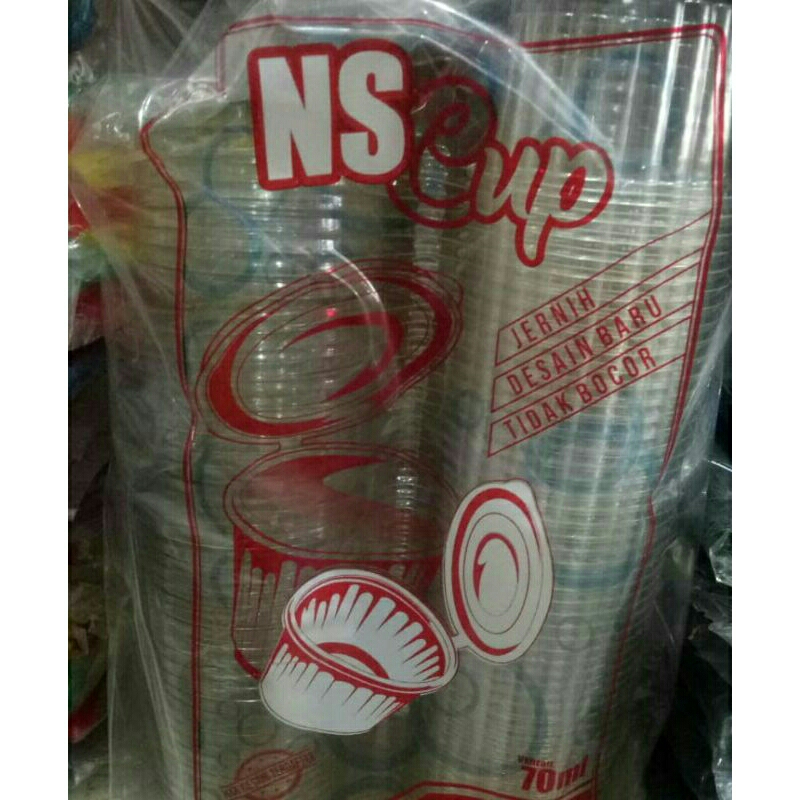 NS Cup
JERNIH
DESAIN BARU
TIDAK BOCOR
70ml